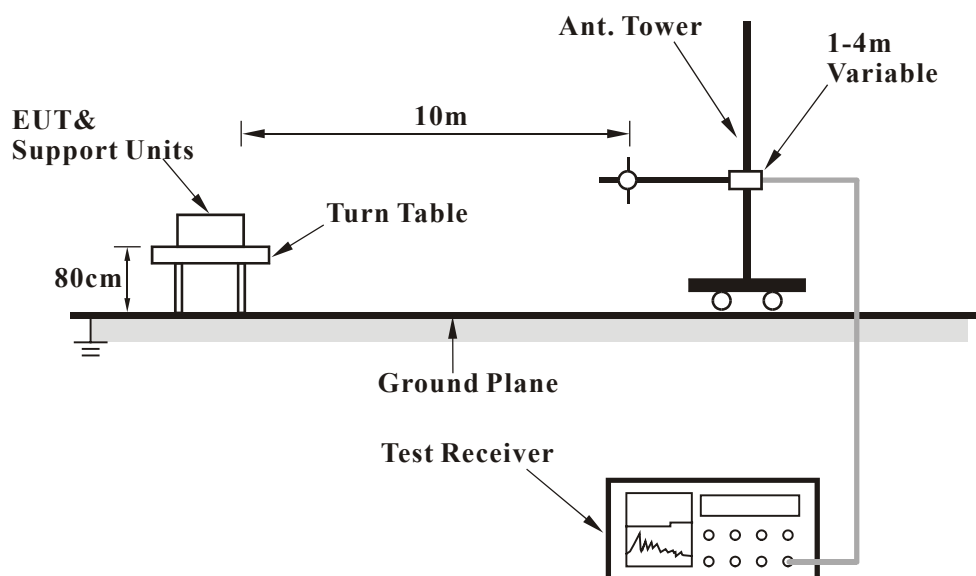 Ant. Tower
1-4m
Variable
10m
EUT&
Support Units
Turn Table
80cm
Ground Plane
Test Receiver